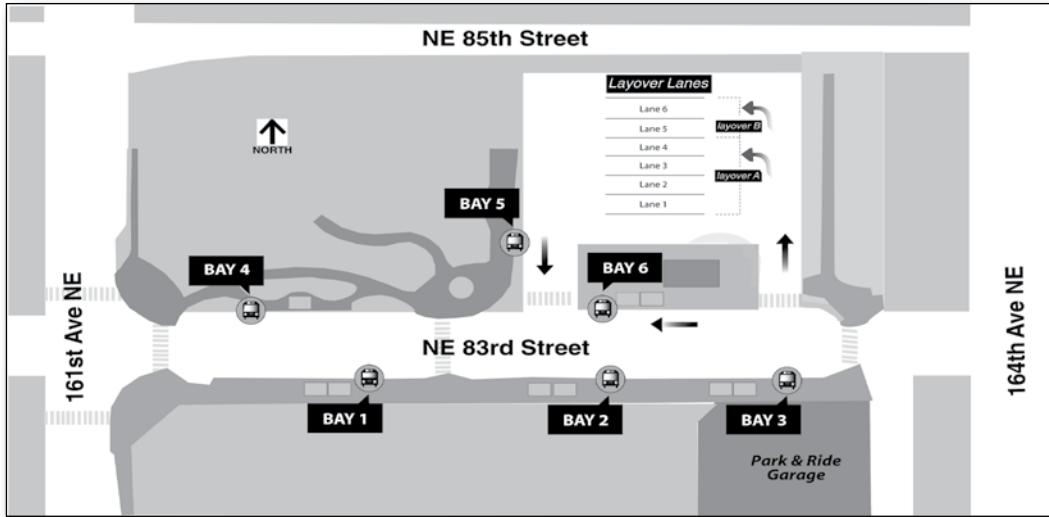 NE 85th Street
Layover Lanes
Lane 6
Lane 5
layover B
Lane 4
Lane 3
layover A
Lane 2
Lane 1
NORTH
BAY 5
BAY 4
BAY 6
161st Ave NE
NE 83rd Street
164th Ave NE
BAY 1
BAY 2
BAY 3
Park & Ride
Garage